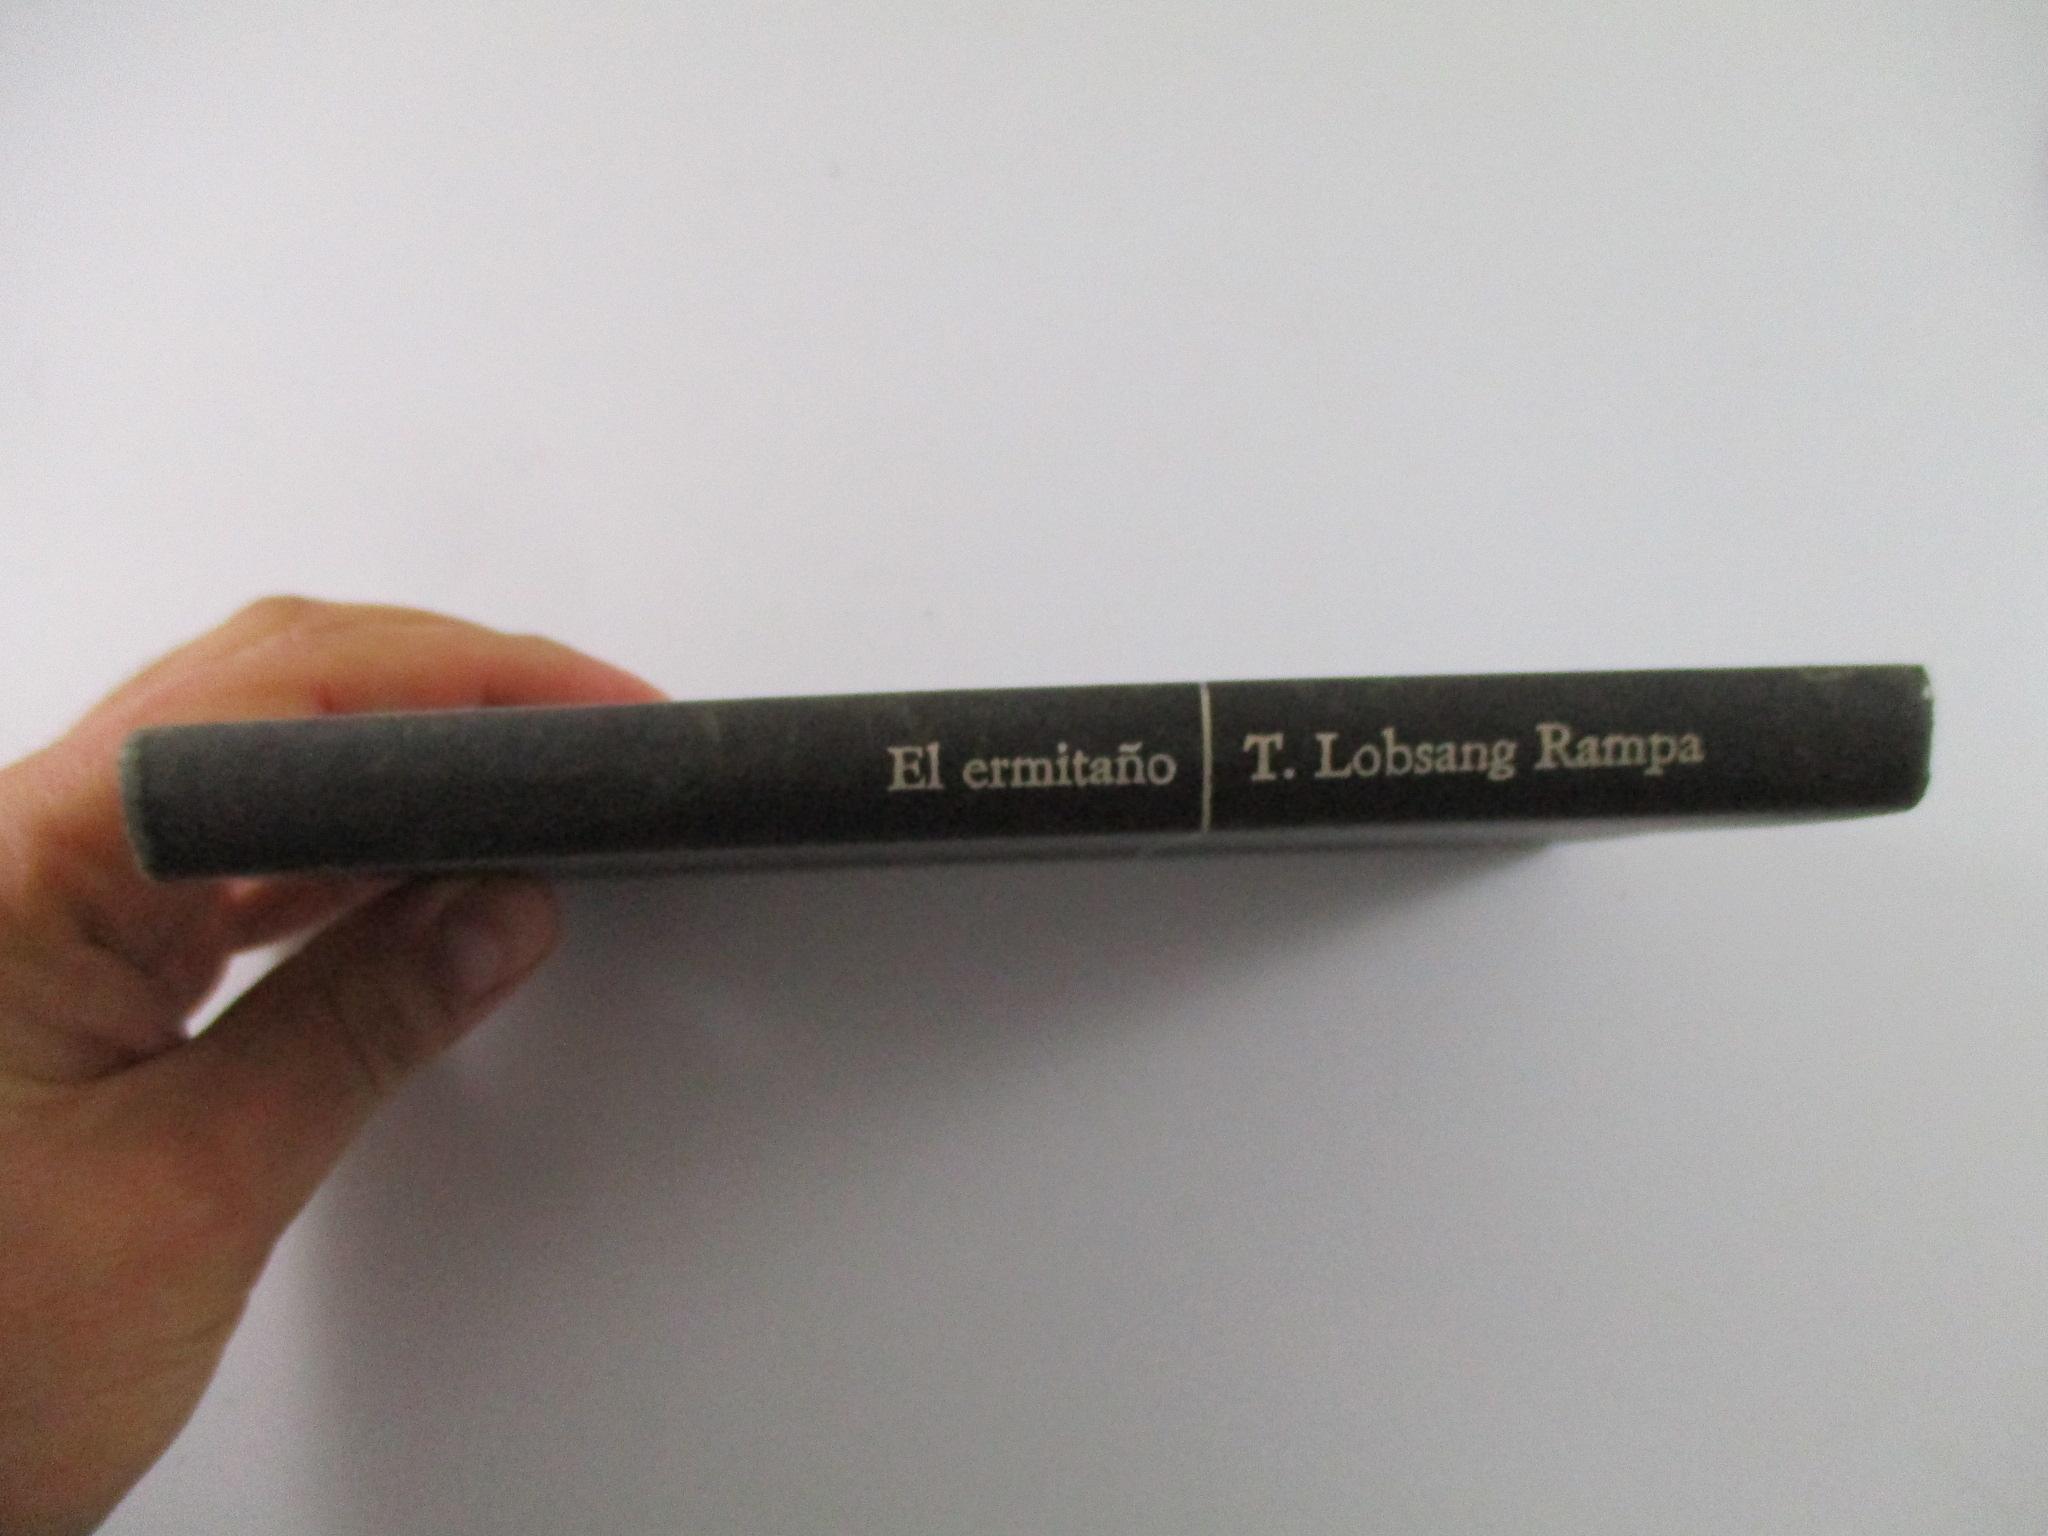 El ermitaño | T. Lobsang Rampa